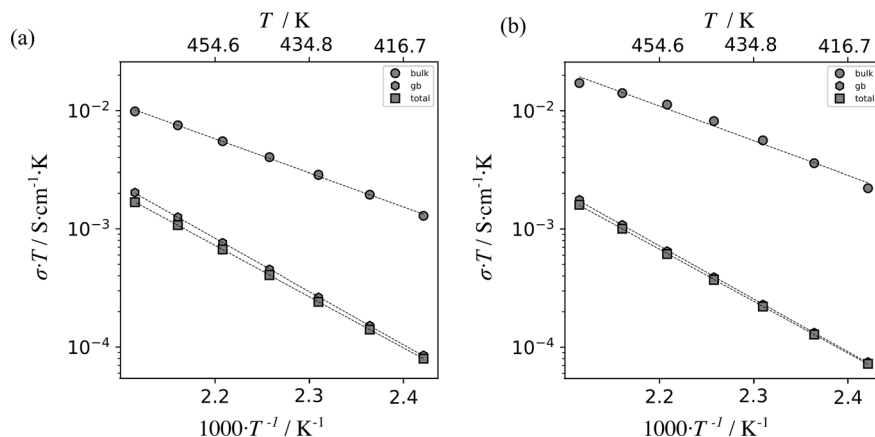 (a)
T / K
454.6 434.8 416.7
bulk
gb
total
10⁻²
10⁻³
10⁻⁴
σ·T / S·cm⁻¹·K
2.2 2.3 2.4
1000·T⁻¹ / K⁻¹
(b)
T / K
454.6 434.8 416.7
bulk
gb
total
10⁻²
10⁻³
10⁻⁴
σ·T / S·cm⁻¹·K
2.2 2.3 2.4
1000·T⁻¹ / K⁻¹